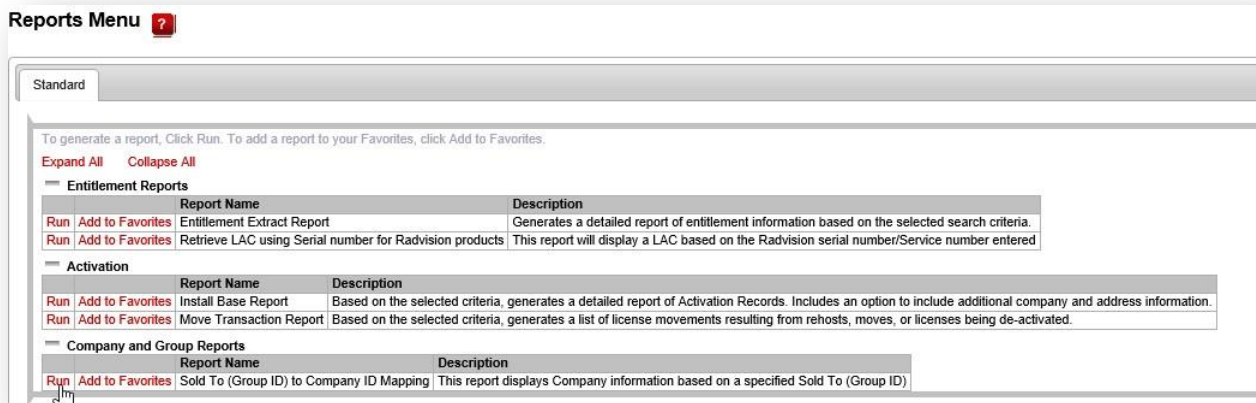 Reports Menu ?
Standard
To generate a report, Click Run. To add a report to your Favorites, click Add to Favorites.
Expand All Collapse All
Entitlement Reports
Report Name Description
Run Add to Favorites Entitlement Extract Report Generates a detailed report of entitlement information based on the selected search criteria.
Run Add to Favorites Retrieve LAC using Serial number for Radvision products This report will display a LAC based on the Radvision serial number/Service number entered
Activation
Report Name Description
Run Add to Favorites Install Base Report Based on the selected criteria, generates a detailed report of Activation Records. Includes an option to include additional company and address information.
Run Add to Favorites Move Transaction Report Based on the selected criteria, generates a list of license movements resulting from rehosts, moves, or licenses being de-activated.
Company and Group Reports
Report Name Description
Run Add to Favorites Sold To (Group ID) to Company ID Mapping This report displays Company information based on a specified Sold To (Group ID)